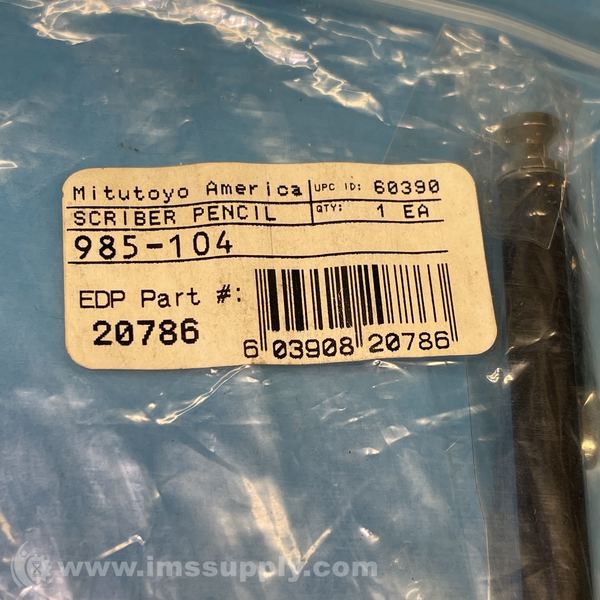 Mitutoyo America UPC ID: 60390
SCRIBER PENCIL QTY: 1 EA
985-104
EDP Part #:
20786
6 03908 20786
www.imssupply.com